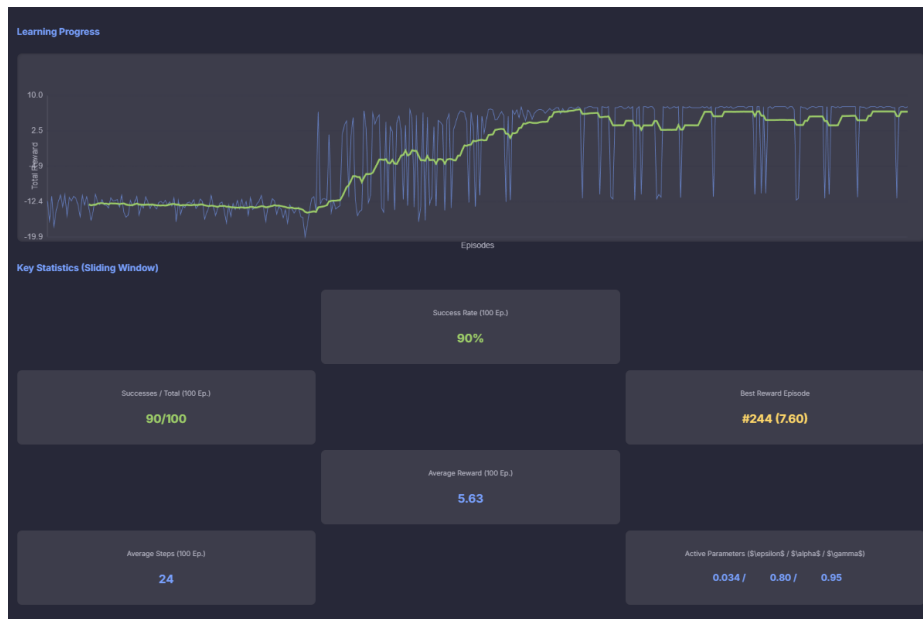 Learning Progress
10.0
2.5
-4.9
-12.4
-19.9
Total Reward
Episodes
Key Statistics (Sliding Window)
Success Rate (100 Ep.)
90%
Successes / Total (100 Ep.)
90/100
Best Reward Episode
#244 (7.60)
Average Reward (100 Ep.)
5.63
Average Steps (100 Ep.)
24
Active Parameters ($\epsilon$ / $\alpha$ / $\gamma$)
0.034 / 0.80 / 0.95